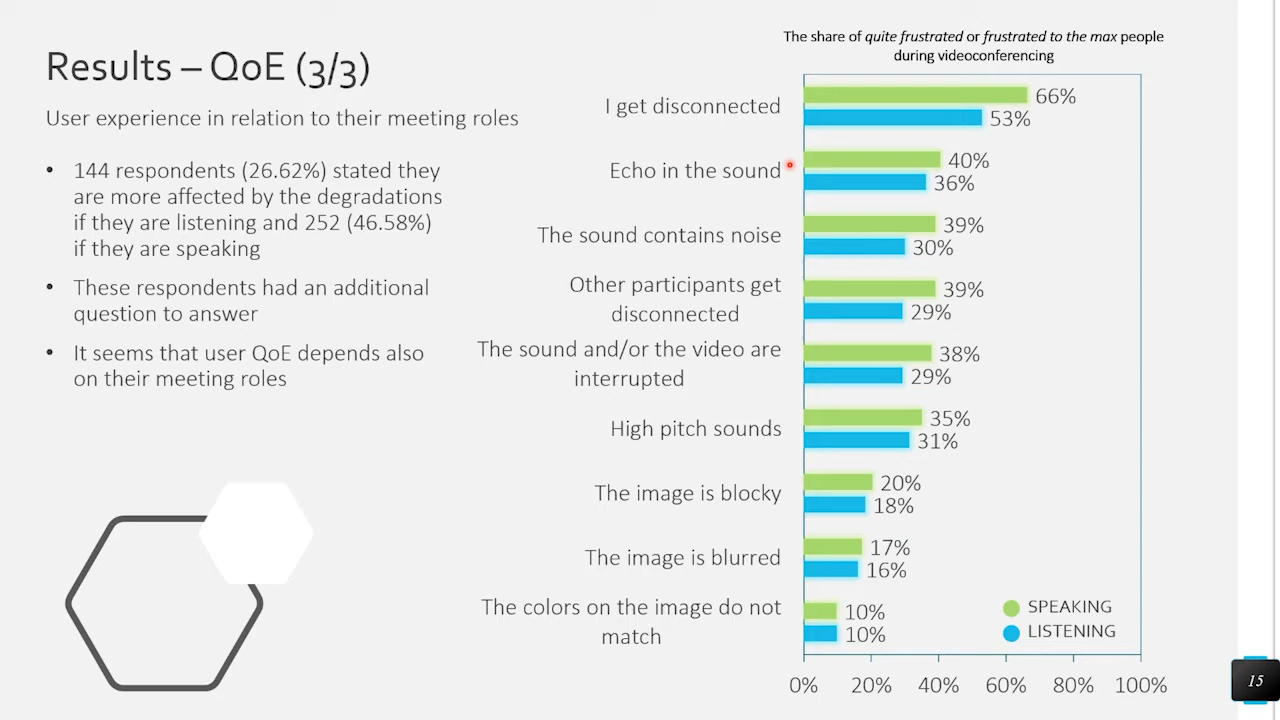 Results – QoE (3/3)
User experience in relation to their meeting roles
• 144 respondents (26.62%) stated they
are more affected by the degradations
if they are listening and 252 (46.58%)
if they are speaking
• These respondents had an additional
question to answer
• It seems that user QoE depends also
on their meeting roles
The share of quite frustrated or frustrated to the max people
during videoconferencing
I get disconnected
66%
53%
Echo in the sound
40%
36%
The sound contains noise
39%
30%
Other participants get
disconnected
39%
29%
The sound and/or the video are
interrupted
38%
29%
High pitch sounds
35%
31%
The image is blocky
20%
18%
The image is blurred
17%
16%
The colors on the image do not
match
10%
10%
SPEAKING
LISTENING
0% 20% 40% 60% 80% 100%
15